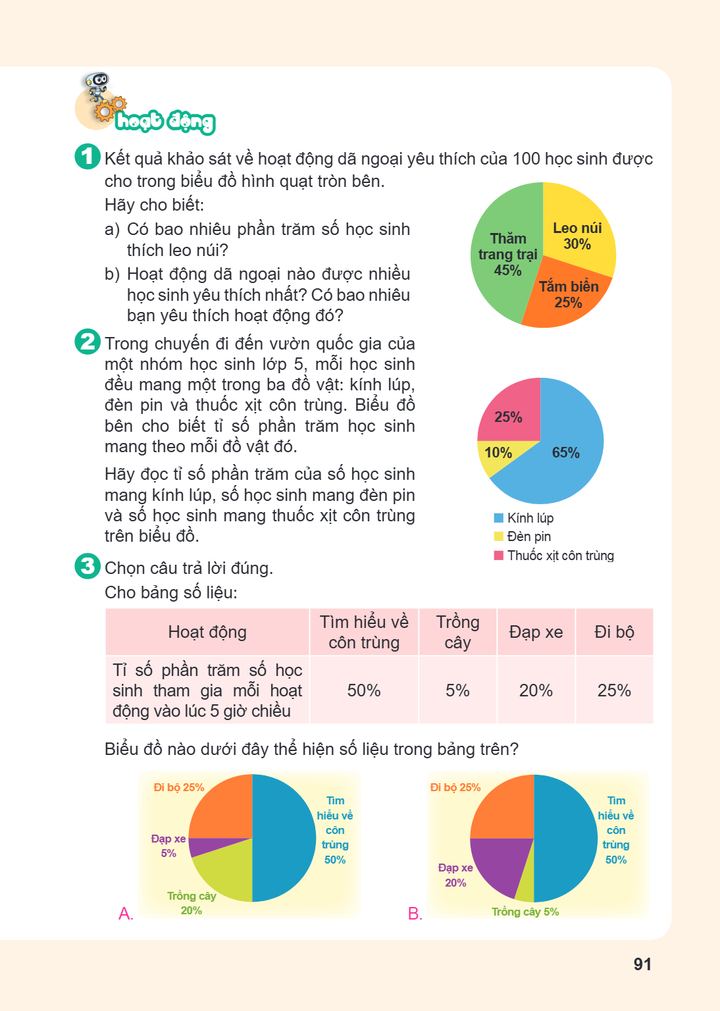 hoạt động
1 Kết quả khảo sát về hoạt động dã ngoại yêu thích của 100 học sinh được
cho trong biểu đồ hình quạt tròn bên.
Hãy cho biết:
a) Có bao nhiêu phần trăm số học sinh
thích leo núi?
b) Hoạt động dã ngoại nào được nhiều
học sinh yêu thích nhất? Có bao nhiêu
bạn yêu thích hoạt động đó?
Thăm
trang trại
45%
Leo núi
30%
Tắm biển
25%
2 Trong chuyến đi đến vườn quốc gia của
một nhóm học sinh lớp 5, mỗi học sinh
đều mang một trong ba đồ vật: kính lúp,
đèn pin và thuốc xịt côn trùng. Biểu đồ
bên cho biết tỉ số phần trăm học sinh
mang theo mỗi đồ vật đó.
Hãy đọc tỉ số phần trăm của số học sinh
mang kính lúp, số học sinh mang đèn pin
và số học sinh mang thuốc xịt côn trùng
trên biểu đồ.
25%
10%
65%
Kính lúp
Đèn pin
Thuốc xịt côn trùng
3 Chọn câu trả lời đúng.
Cho bảng số liệu:
Hoạt động
Tìm hiểu về
côn trùng
Trồng
cây
Đạp xe
Đi bộ
Tỉ số phần trăm số học
sinh tham gia mỗi hoạt
động vào lúc 5 giờ chiều
50%
5%
20%
25%
Biểu đồ nào dưới đây thể hiện số liệu trong bảng trên?
A.
Đi bộ 25%
Tìm
hiểu về
côn
trùng
50%
Đạp xe
5%
Trồng cây
20%
B.
Đi bộ 25%
Tìm
hiểu về
côn
trùng
50%
Đạp xe
20%
Trồng cây 5%
91